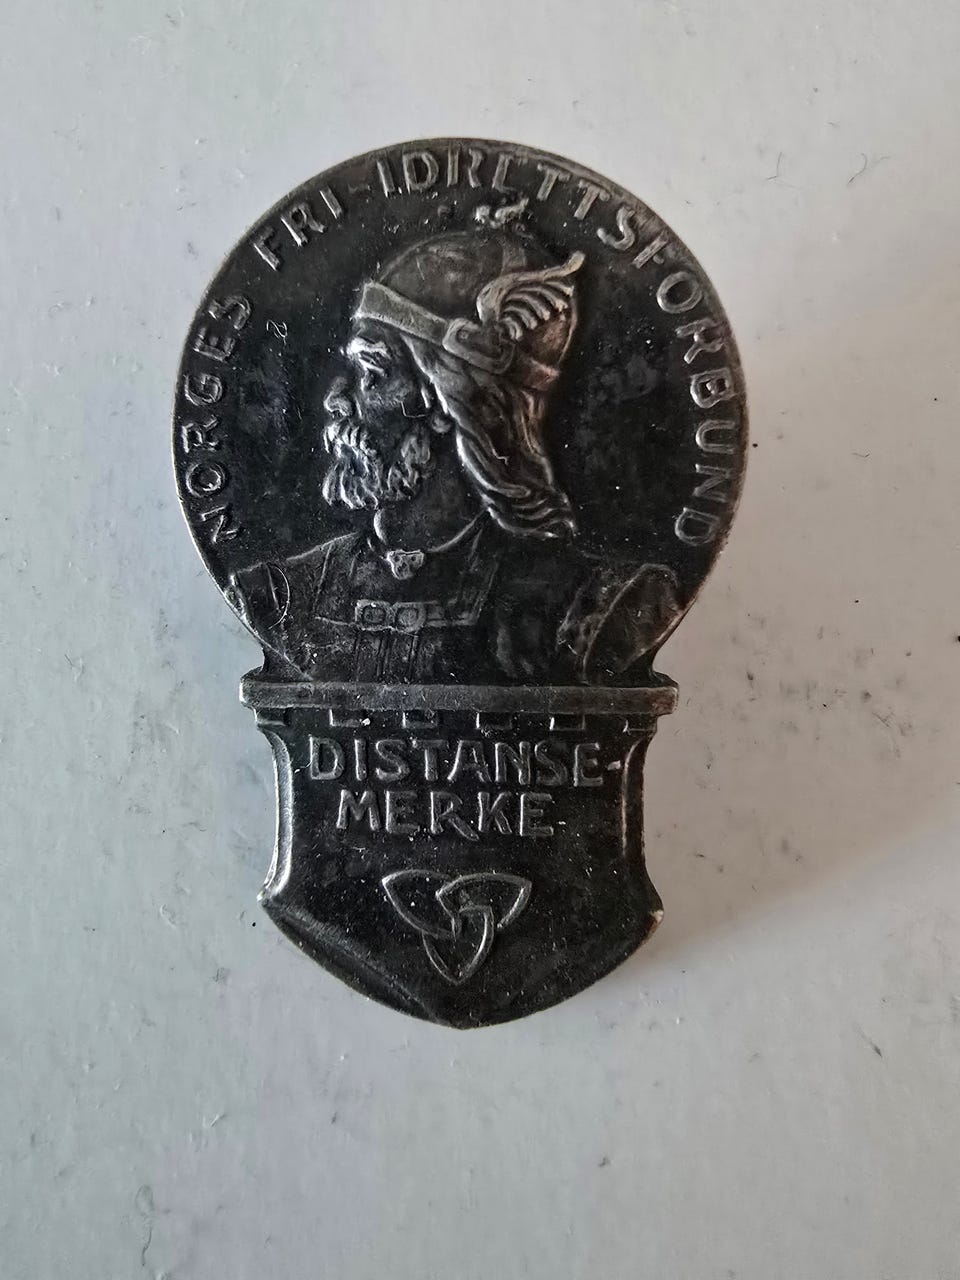 NORGES FRI-IDRETTSFORBUND
DISTANSE-
MERKE